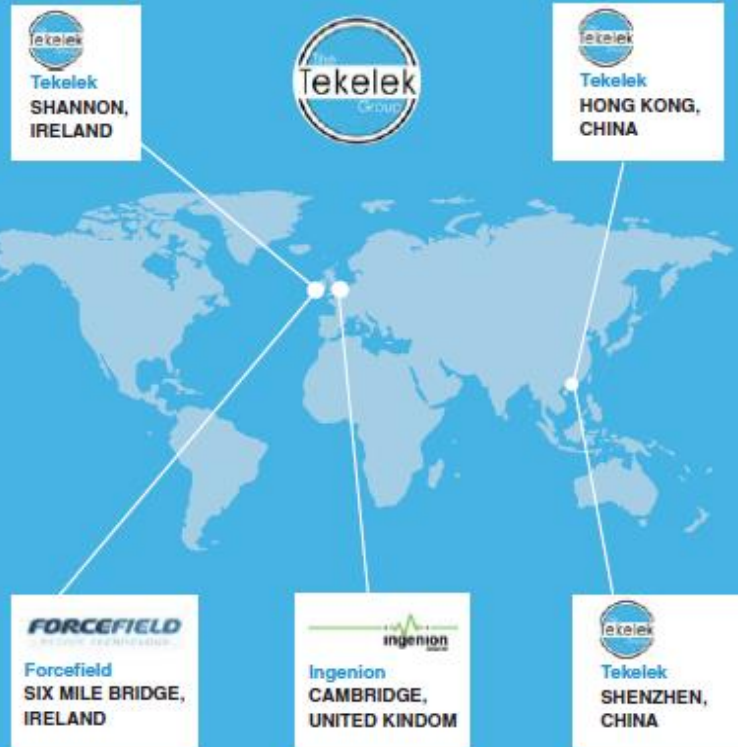 Tekelek
Tekelek
SHANNON,
IRELAND
The
Tekelek
Group
Tekelek
Tekelek
HONG KONG,
CHINA
FORCEFIELD
Forcefield
SIX MILE BRIDGE,
IRELAND
ingenion
Ingenion
CAMBRIDGE,
UNITED KINDOM
Tekelek
Tekelek
SHENZHEN,
CHINA